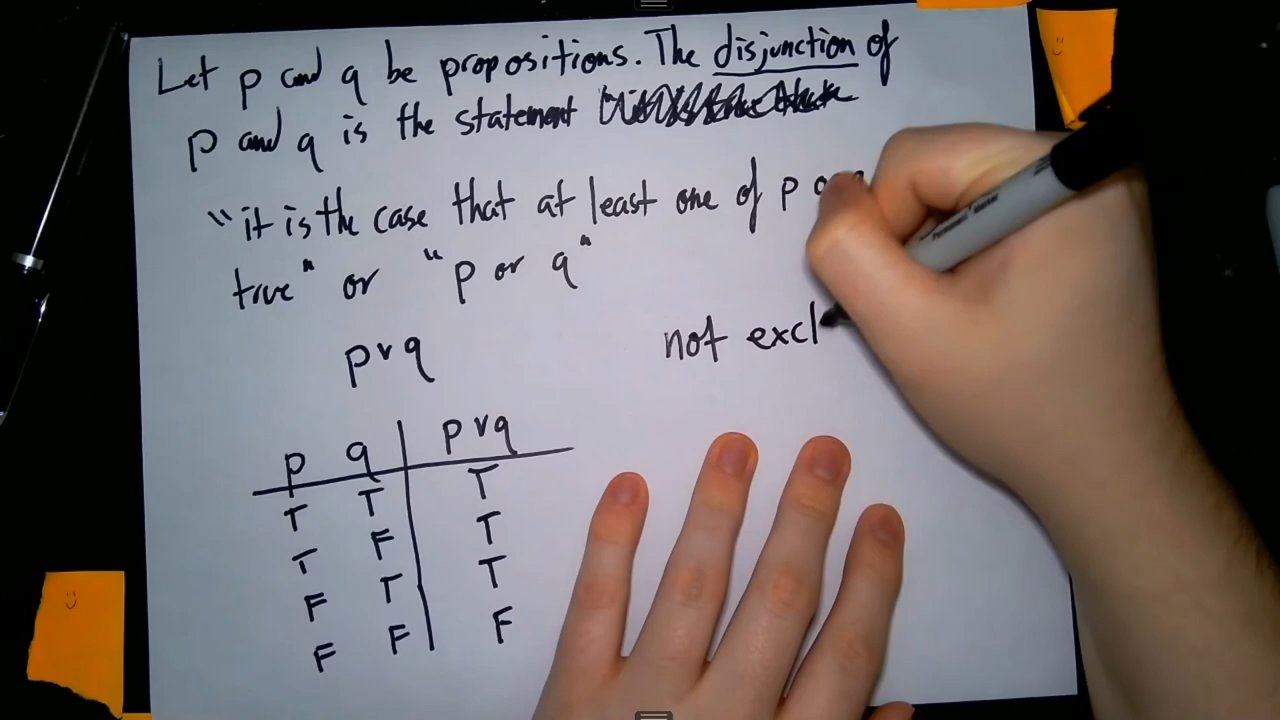 Let p and q be propositions. The disjunction of
p and q is the statement
"it is the case that at least one of p
true" or "p or q"
p∨q
not excl
p q p∨q
T T T
T F T
F T T
F F F